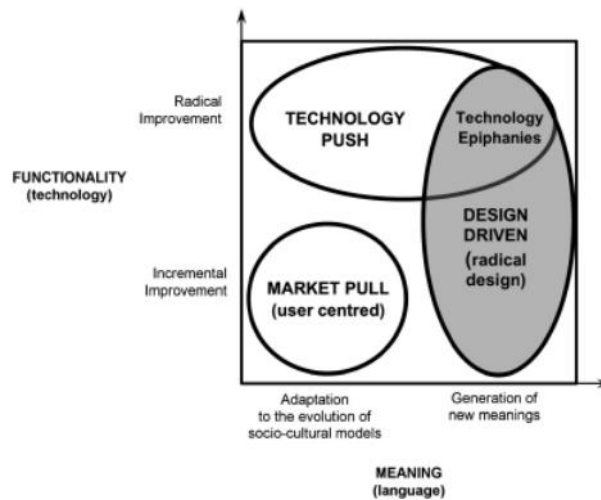 Radical
Improvement
TECHNOLOGY
PUSH
Technology
Epiphanies
FUNCTIONALITY
(technology)
DESIGN
DRIVEN
(radical
design)
Incremental
Improvement
MARKET PULL
(user centred)
Adaptation
to the evolution of
socio-cultural models
Generation of
new meanings
MEANING
(language)